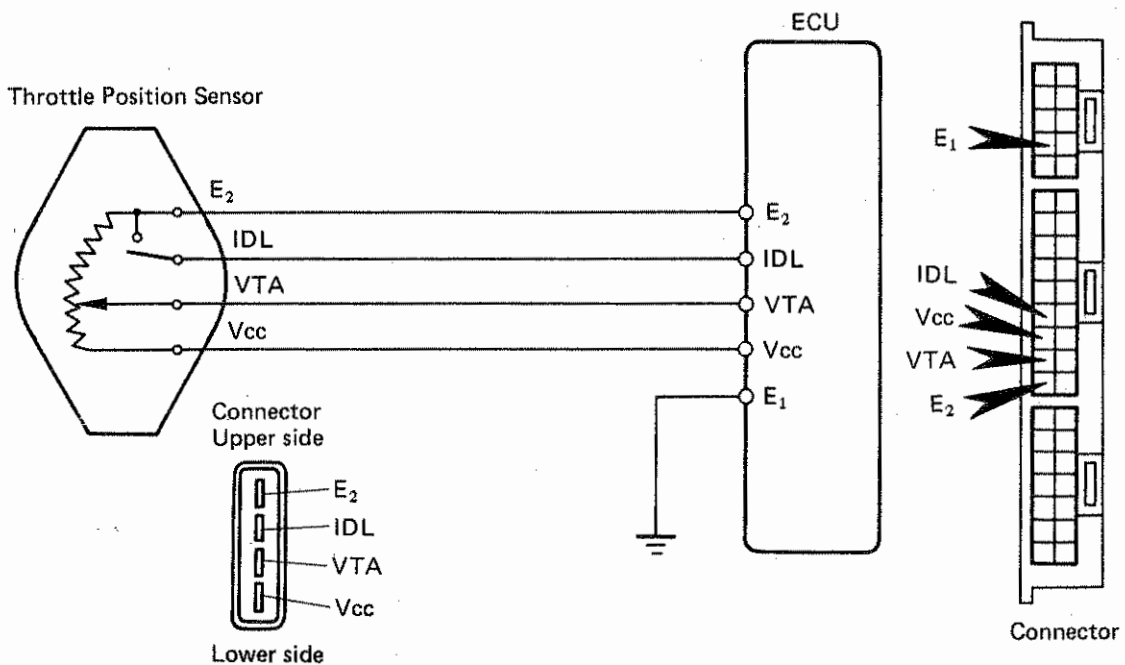 ECU
Throttle Position Sensor
E₂
IDL
VTA
Vcc
E₂
IDL
VTA
Vcc
E₁
Connector
Upper side
E₂
IDL
VTA
Vcc
Lower side
E₁
IDL
Vcc
VTA
E₂
Connector